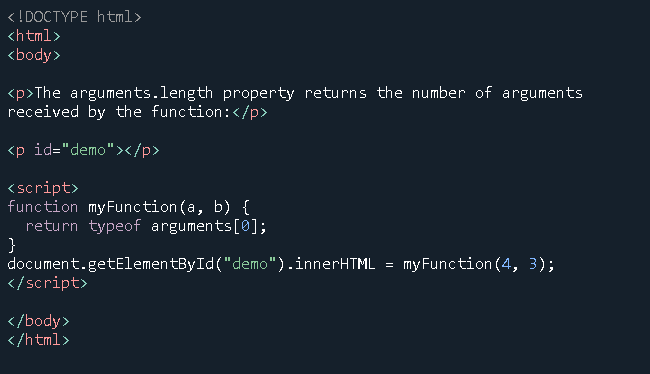 <!DOCTYPE html>
<html>
<body>
<p>The arguments.length property returns the number of arguments
received by the function:</p>
<p id="demo"></p>
<script>
function myFunction(a, b) {
  return typeof arguments[0];
}
document.getElementById("demo").innerHTML = myFunction(4, 3);
</script>
</body>
</html>